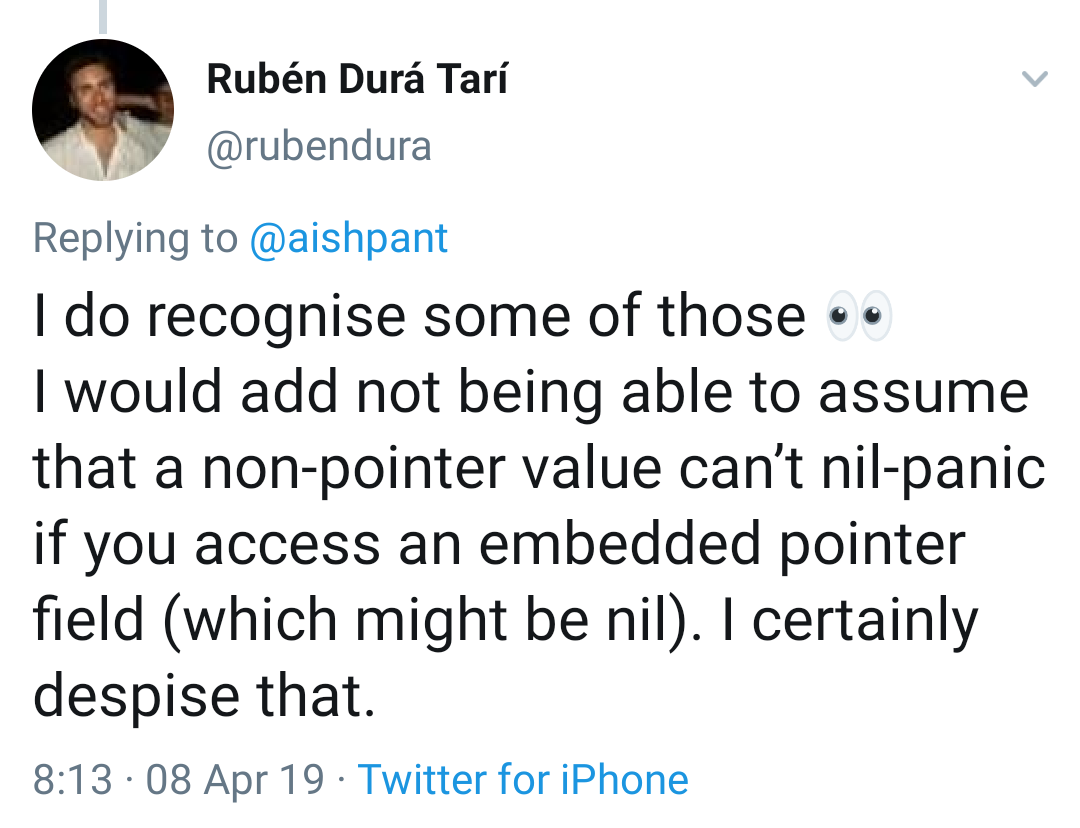 Rubén Durá Tarí
@rubendura
Replying to @aishpant
I do recognise some of those 👀
I would add not being able to assume
that a non-pointer value can’t nil-panic
if you access an embedded pointer
field (which might be nil). I certainly
despise that.
8:13 · 08 Apr 19 · Twitter for iPhone